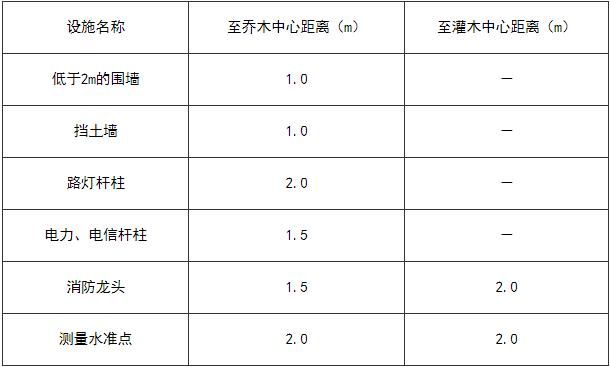 设施名称 至乔木中心距离（m） 至灌木中心距离（m）
低于2m的围墙 1.0 —
挡土墙 1.0 —
路灯杆柱 2.0 —
电力、电信杆柱 1.5 —
消防龙头 1.5 2.0
测量水准点 2.0 2.0